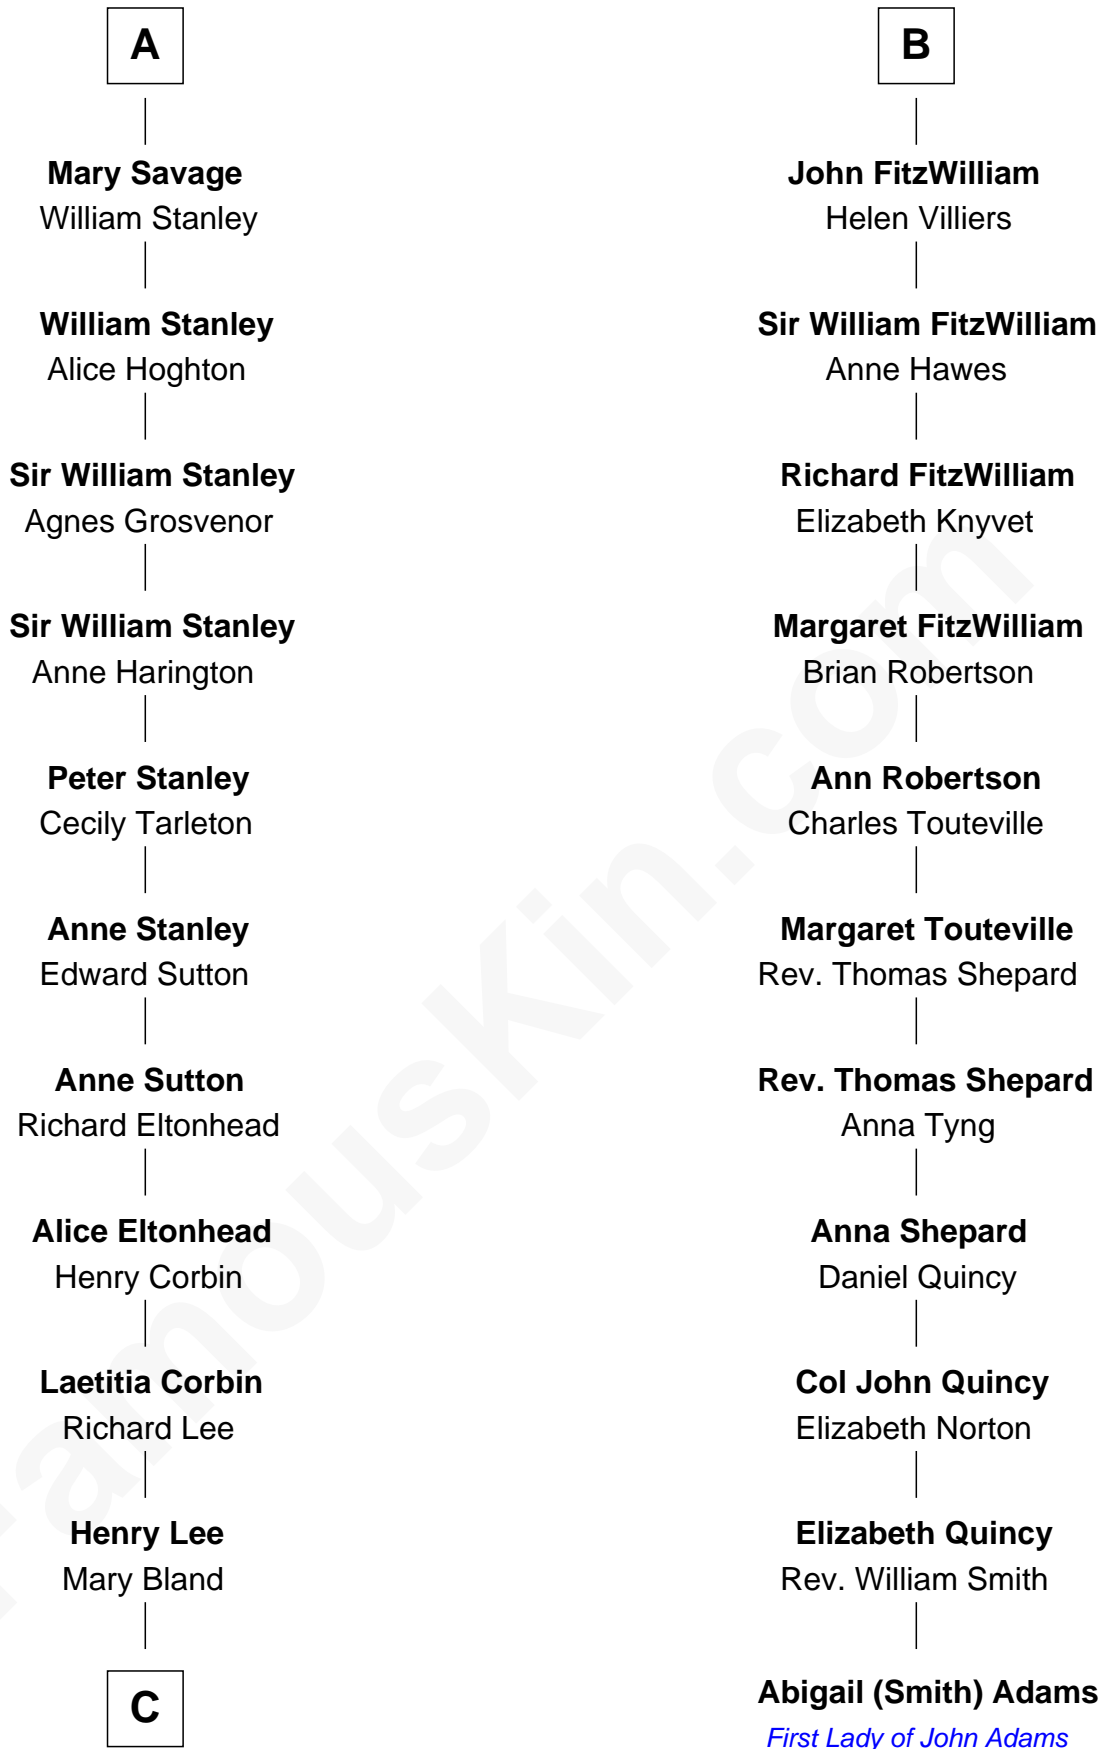 A
Mary Savage
William Stanley
William Stanley
Alice Hoghton
Sir William Stanley
Agnes Grosvenor
Sir William Stanley
Anne Harington
Peter Stanley
Cecily Tarleton
Anne Stanley
Edward Sutton
Anne Sutton
Richard Eltonhead
Alice Eltonhead
Henry Corbin
Laetitia Corbin
Richard Lee
Henry Lee
Mary Bland
C
B
John FitzWilliam
Helen Villiers
Sir William FitzWilliam
Anne Hawes
Richard FitzWilliam
Elizabeth Knyvet
Margaret FitzWilliam
Brian Robertson
Ann Robertson
Charles Touteville
Margaret Touteville
Rev. Thomas Shepard
Rev. Thomas Shepard
Anna Tyng
Anna Shepard
Daniel Quincy
Col John Quincy
Elizabeth Norton
Elizabeth Quincy
Rev. William Smith
Abigail (Smith) Adams
First Lady of John Adams
FamousKin.com